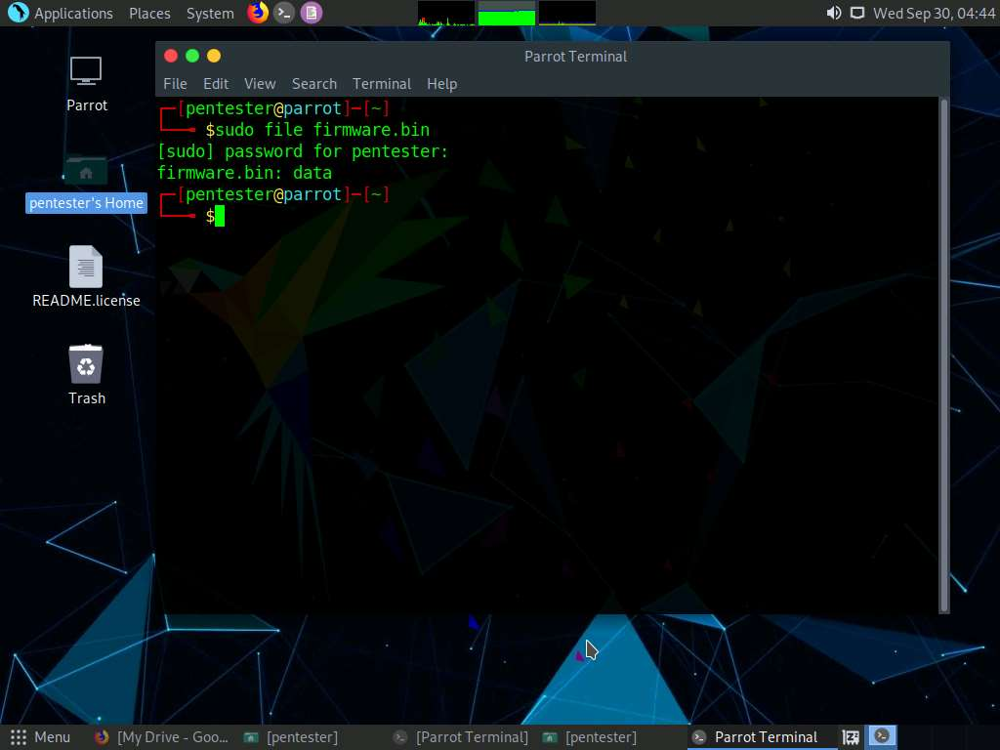 Applications Places System Wed Sep 30, 04:44
Parrot Terminal
File Edit View Search Terminal Help
┌─[pentester@parrot]─[~]
└──╼ $sudo file firmware.bin
[sudo] password for pentester:
firmware.bin: data
┌─[pentester@parrot]─[~]
└──╼ $
Parrot
pentester's Home
README.license
Trash
Menu [My Drive - Goo... [pentester] [Parrot Terminal] [pentester] Parrot Terminal